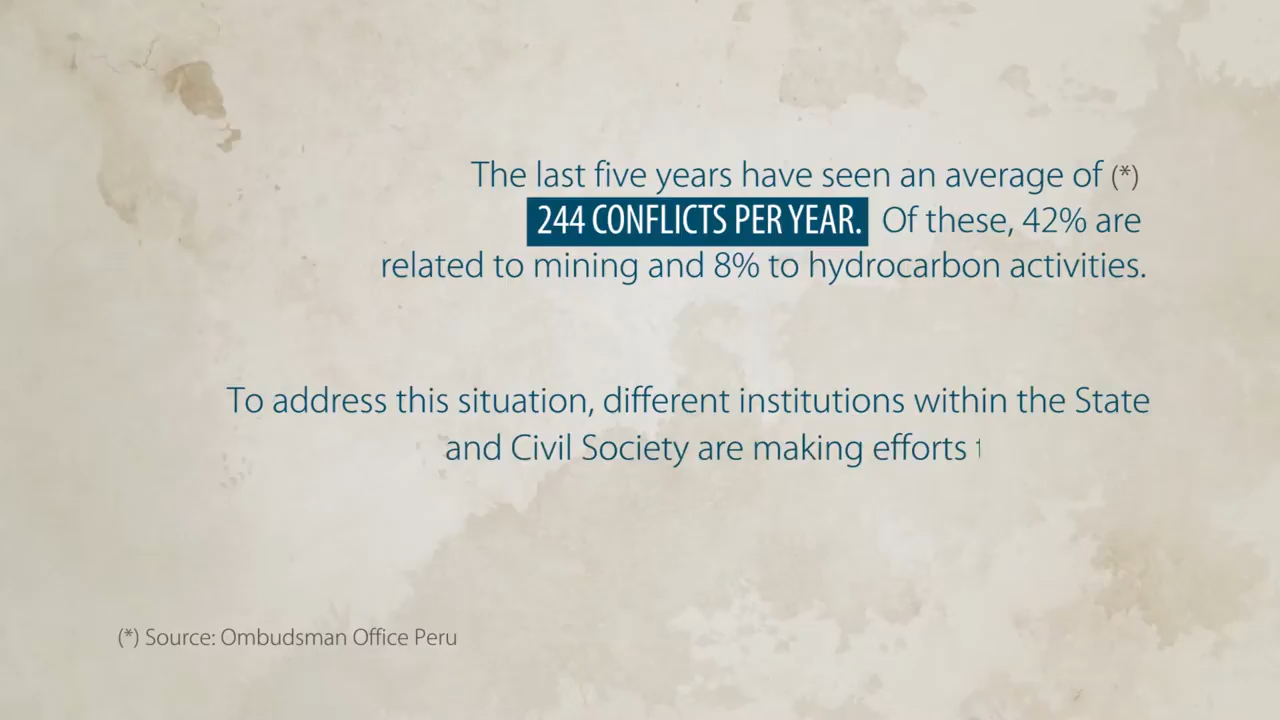 The last five years have seen an average of (*)
244 CONFLICTS PER YEAR. Of these, 42% are
related to mining and 8% to hydrocarbon activities.
To address this situation, different institutions within the State
and Civil Society are making efforts
(*) Source: Ombudsman Office Peru